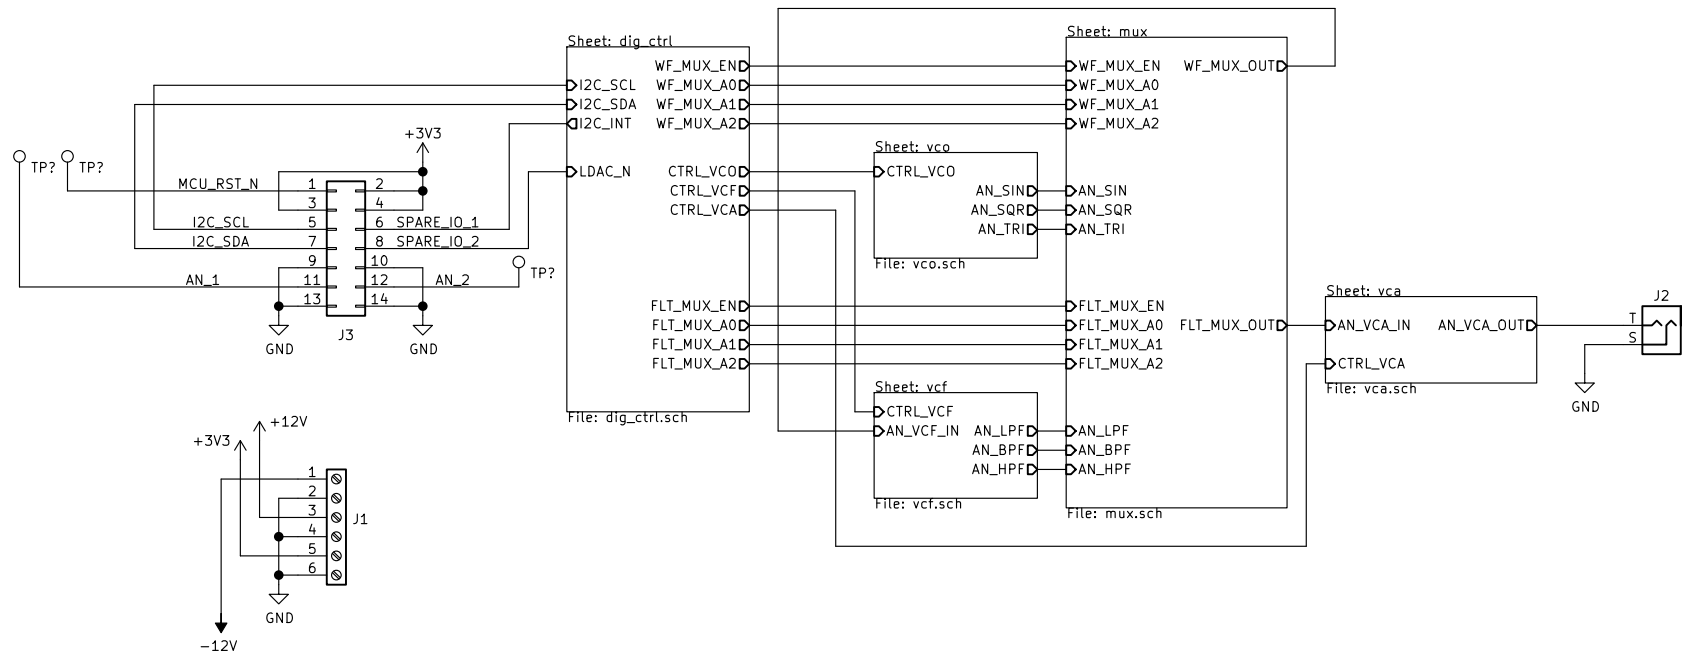 Sheet: dig_ctrl
WF_MUX_EN
I2C_SCL WF_MUX_A0
I2C_SDA WF_MUX_A1
I2C_INT WF_MUX_A2
LDAC_N CTRL_VCO
CTRL_VCF
CTRL_VCA
FLT_MUX_EN
FLT_MUX_A0
FLT_MUX_A1
FLT_MUX_A2
File: dig_ctrl.sch
Sheet: mux
WF_MUX_EN WF_MUX_OUT
WF_MUX_A0
WF_MUX_A1
WF_MUX_A2
AN_SIN
AN_SQR
AN_TRI
FLT_MUX_EN
FLT_MUX_A0 FLT_MUX_OUT
FLT_MUX_A1
FLT_MUX_A2
AN_LPF
AN_BPF
AN_HPF
File: mux.sch
Sheet: vco
CTRL_VCO
AN_SIN
AN_SQR
AN_TRI
File: vco.sch
Sheet: vcf
CTRL_VCF
AN_VCF_IN AN_LPF
AN_BPF
AN_HPF
File: vcf.sch
Sheet: vca
AN_VCA_IN AN_VCA_OUT
CTRL_VCA
File: vca.sch
J2
T
S
GND
+3V3
TP? TP?
MCU_RST_N 1 2
3 4
I2C_SCL 5 6 SPARE_IO_1
I2C_SDA 7 8 SPARE_IO_2
9 10
TP?
AN_1 11 12 AN_2
13 14
J3
GND GND
+12V
+3V3
1
2
3
4
5
6
J1
GND
-12V